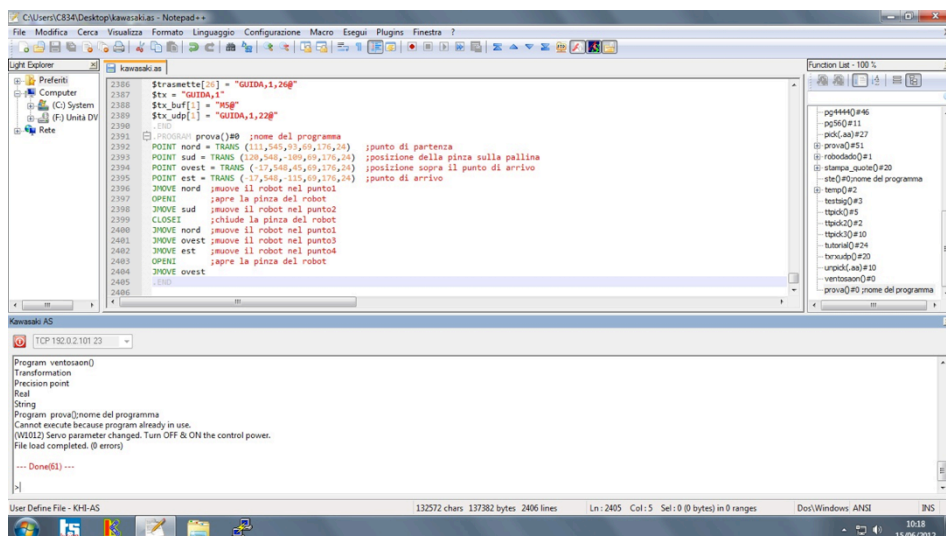 C:\Users\C834\Desktop\kawasaki.as - Notepad++
File Modifica Cerca Visualizza Formato Linguaggio Configurazione Macro Esegui Plugins Finestra ?
Light Explorer
Preferiti
Computer
(C:) System
(F:) Unità DV
Rete
kawasaki.as
2386 $trasmette[26] = "GUIDA,1,26@"
2387 $tx = "GUIDA,1"
2388 $tx_buf[1] = "MS@"
2389 $tx_udp[1] = "GUIDA,1,22@"
2390 .END
2391 .PROGRAM prova()#0 ;nome del programma
2392 POINT nord = TRANS (111,545,93,69,176,24) ;punto di partenza
2393 POINT sud = TRANS (120,548,-109,69,176,24) ;posizione della pinza sulla pallina
2394 POINT ovest = TRANS (-17,548,45,69,176,24) ;posizione sopra il punto di arrivo
2395 POINT est = TRANS (-17,548,-115,69,176,24) ;punto di arrivo
2396 JMOVE nord ;muove il robot nel punto1
2397 OPENI ;apre la pinza del robot
2398 JMOVE sud ;muove il robot nel punto2
2399 CLOSEI ;chiude la pinza del robot
2400 JMOVE nord ;muove il robot nel punto1
2401 JMOVE ovest ;muove il robot nel punto3
2402 JMOVE est ;muove il robot nel punto4
2403 OPENI ;apre la pinza del robot
2404 JMOVE ovest
2405 .END
2406
Function List - 100 %
pg4444()#46
pg56()#11
pick(.aa)#27
prova()#51
robodado()#1
stampa_quote()#20
ste()#0;nome del programma
temp()#2
testsig()#3
ttpick()#5
ttpick2()#2
ttpick3()#10
tutorial()#24
txrxudp()#20
unpick(.aa)#10
ventosaon()#0
prova()#0 ;nome del programma
Kawasaki AS
TCP 192.0.2.101 23
Program ventosaon()
Transformation
Precision point
Real
String
Program prova();nome del programma
Cannot execute because program already in use.
(W1012) Servo parameter changed. Turn OFF & ON the control power.
File load completed. (0 errors)
--- Done(61) ---
>
User Define File - KHI-AS
132572 chars 137382 bytes 2406 lines
Ln : 2405 Col : 5 Sel : 0 (0 bytes) in 0 ranges
Dos\Windows ANSI
INS
10:18
15/06/2012